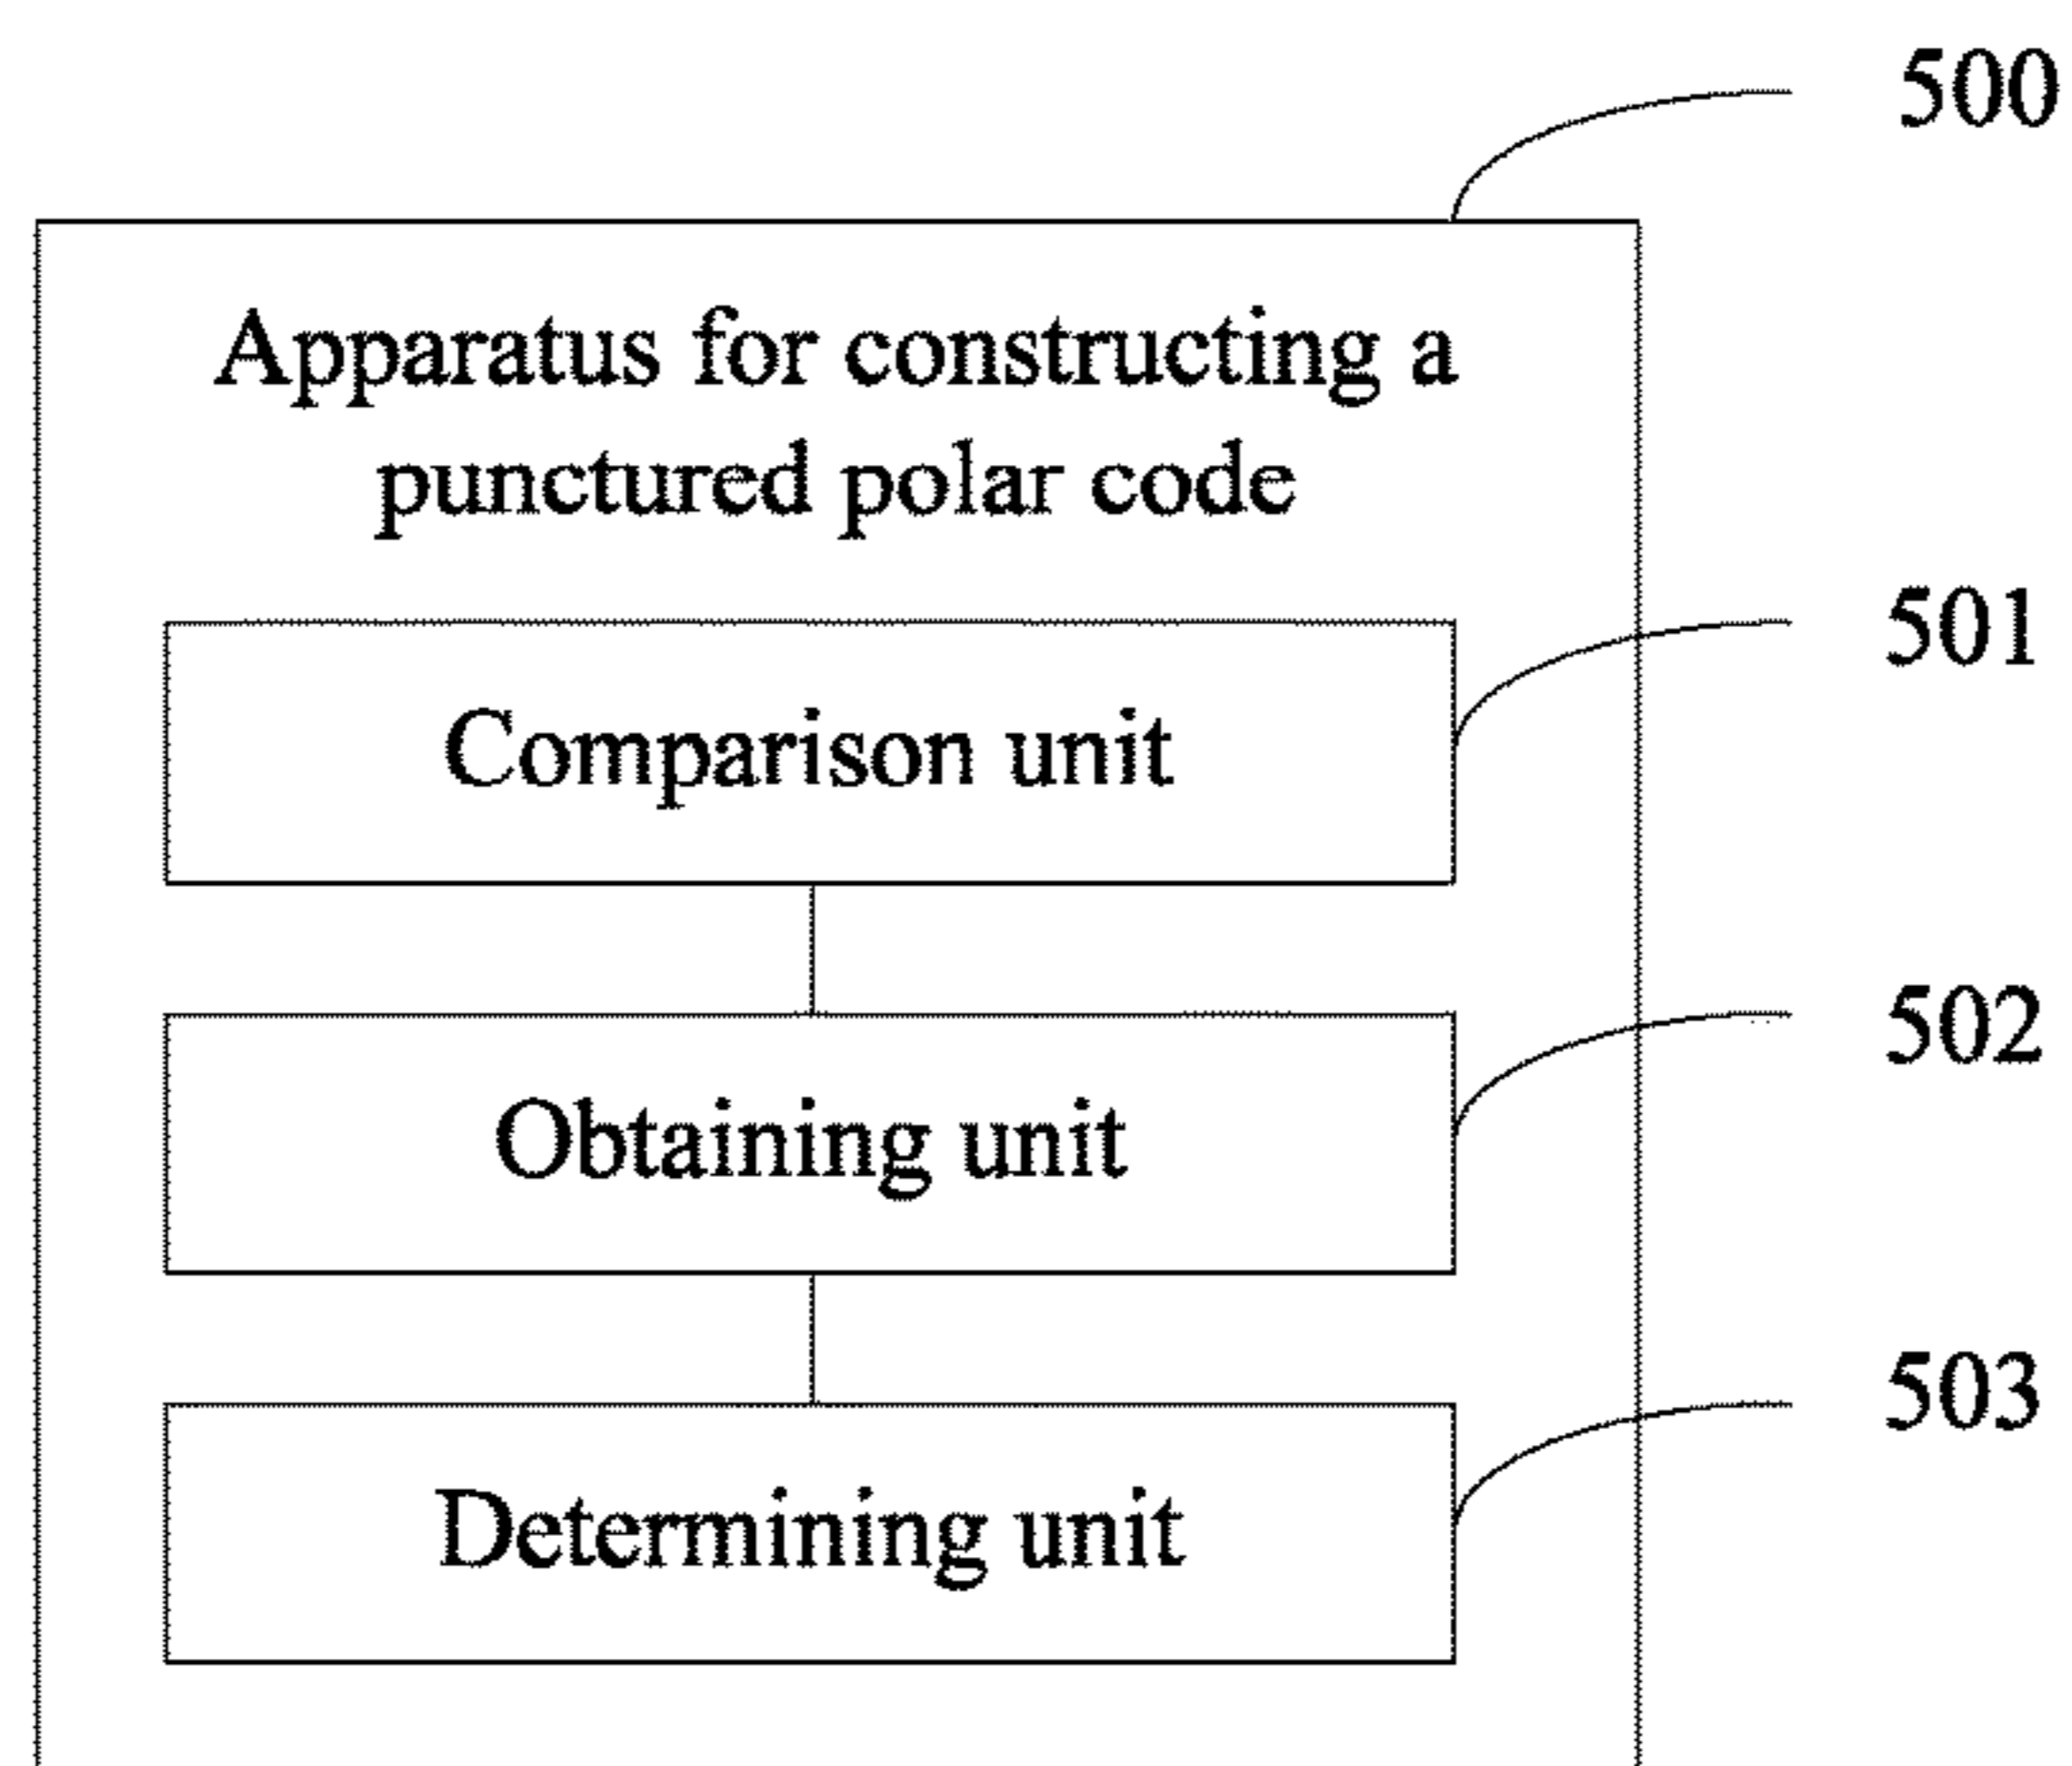 500
Apparatus for constructing a
punctured polar code
501
Comparison unit
502
Obtaining unit
503
Determining unit